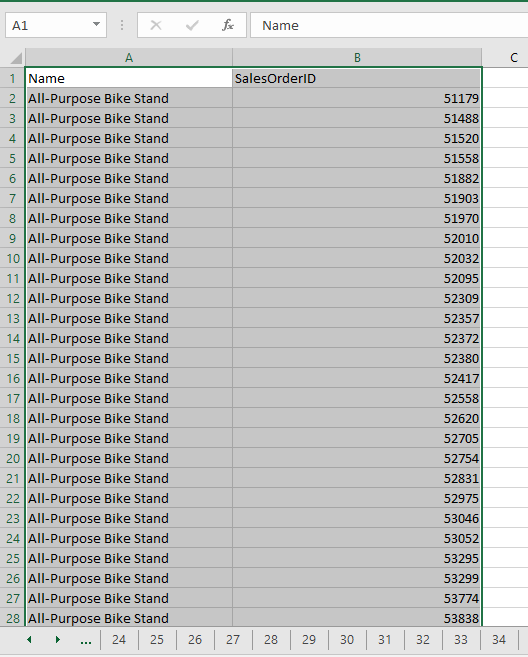 A1 fx Name
A B C
1 Name SalesOrderID
2 All-Purpose Bike Stand 51179
3 All-Purpose Bike Stand 51488
4 All-Purpose Bike Stand 51520
5 All-Purpose Bike Stand 51558
6 All-Purpose Bike Stand 51882
7 All-Purpose Bike Stand 51903
8 All-Purpose Bike Stand 51970
9 All-Purpose Bike Stand 52010
10 All-Purpose Bike Stand 52032
11 All-Purpose Bike Stand 52095
12 All-Purpose Bike Stand 52309
13 All-Purpose Bike Stand 52357
14 All-Purpose Bike Stand 52372
15 All-Purpose Bike Stand 52380
16 All-Purpose Bike Stand 52417
17 All-Purpose Bike Stand 52558
18 All-Purpose Bike Stand 52620
19 All-Purpose Bike Stand 52705
20 All-Purpose Bike Stand 52754
21 All-Purpose Bike Stand 52831
22 All-Purpose Bike Stand 52975
23 All-Purpose Bike Stand 53046
24 All-Purpose Bike Stand 53052
25 All-Purpose Bike Stand 53295
26 All-Purpose Bike Stand 53299
27 All-Purpose Bike Stand 53774
28 All-Purpose Bike Stand 53838
... 24 25 26 27 28 29 30 31 32 33 34